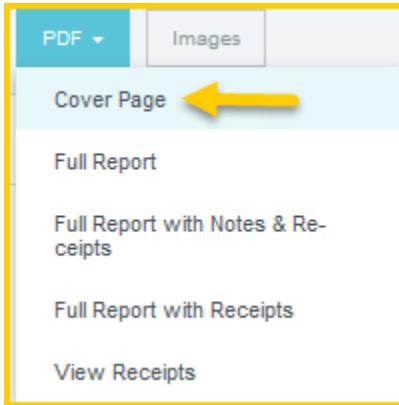 PDF
Images
Cover Page
Full Report
Full Report with Notes & Re-
ceipts
Full Report with Receipts
View Receipts